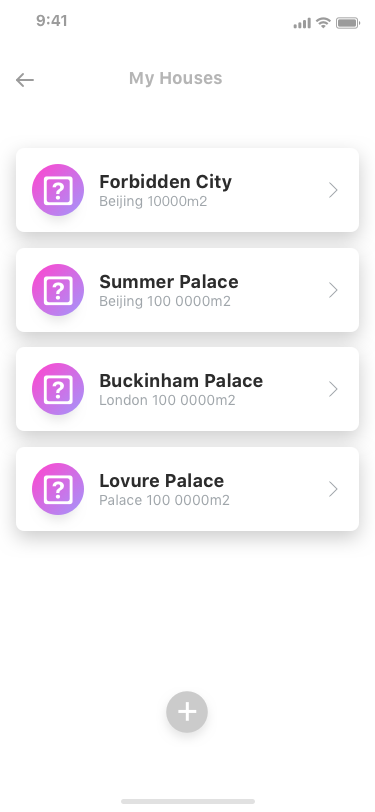 9:41
My Houses
Forbidden City
Beijing 10000m2
Summer Palace
Beijing 100 0000m2
Buckinham Palace
London 100 0000m2
Lovure Palace
Palace 100 0000m2